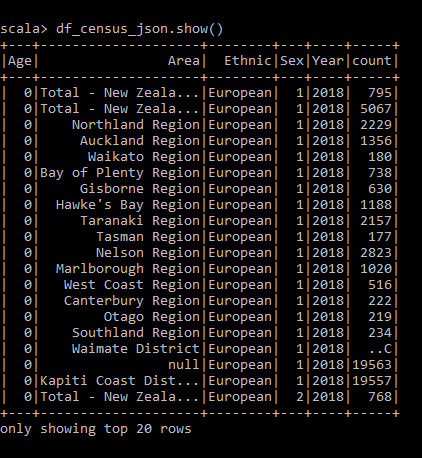 scala> df_census_json.show()
+---+--------------------+--------+---+----+-----+
|Age|                Area|  Ethnic|Sex|Year|count|
+---+--------------------+--------+---+----+-----+
|  0|Total - New Zeala...|European|  1|2018|  795|
|  0|Total - New Zeala...|European|  1|2018| 5067|
|  0|    Northland Region|European|  1|2018| 2229|
|  0|     Auckland Region|European|  1|2018| 1356|
|  0|      Waikato Region|European|  1|2018|  180|
|  0|Bay of Plenty Region|European|  1|2018|  738|
|  0|     Gisborne Region|European|  1|2018|  630|
|  0|  Hawke's Bay Region|European|  1|2018| 1188|
|  0|     Taranaki Region|European|  1|2018| 2157|
|  0|       Tasman Region|European|  1|2018|  177|
|  0|       Nelson Region|European|  1|2018| 2823|
|  0|  Marlborough Region|European|  1|2018| 1020|
|  0|   West Coast Region|European|  1|2018|  516|
|  0|   Canterbury Region|European|  1|2018|  222|
|  0|        Otago Region|European|  1|2018|  219|
|  0|    Southland Region|European|  1|2018|  234|
|  0|    Waimate District|European|  1|2018|  ..C|
|  0|                null|European|  1|2018|19563|
|  0|Kapiti Coast Dist...|European|  1|2018|19557|
|  0|Total - New Zeala...|European|  2|2018|  768|
+---+--------------------+--------+---+----+-----+
only showing top 20 rows